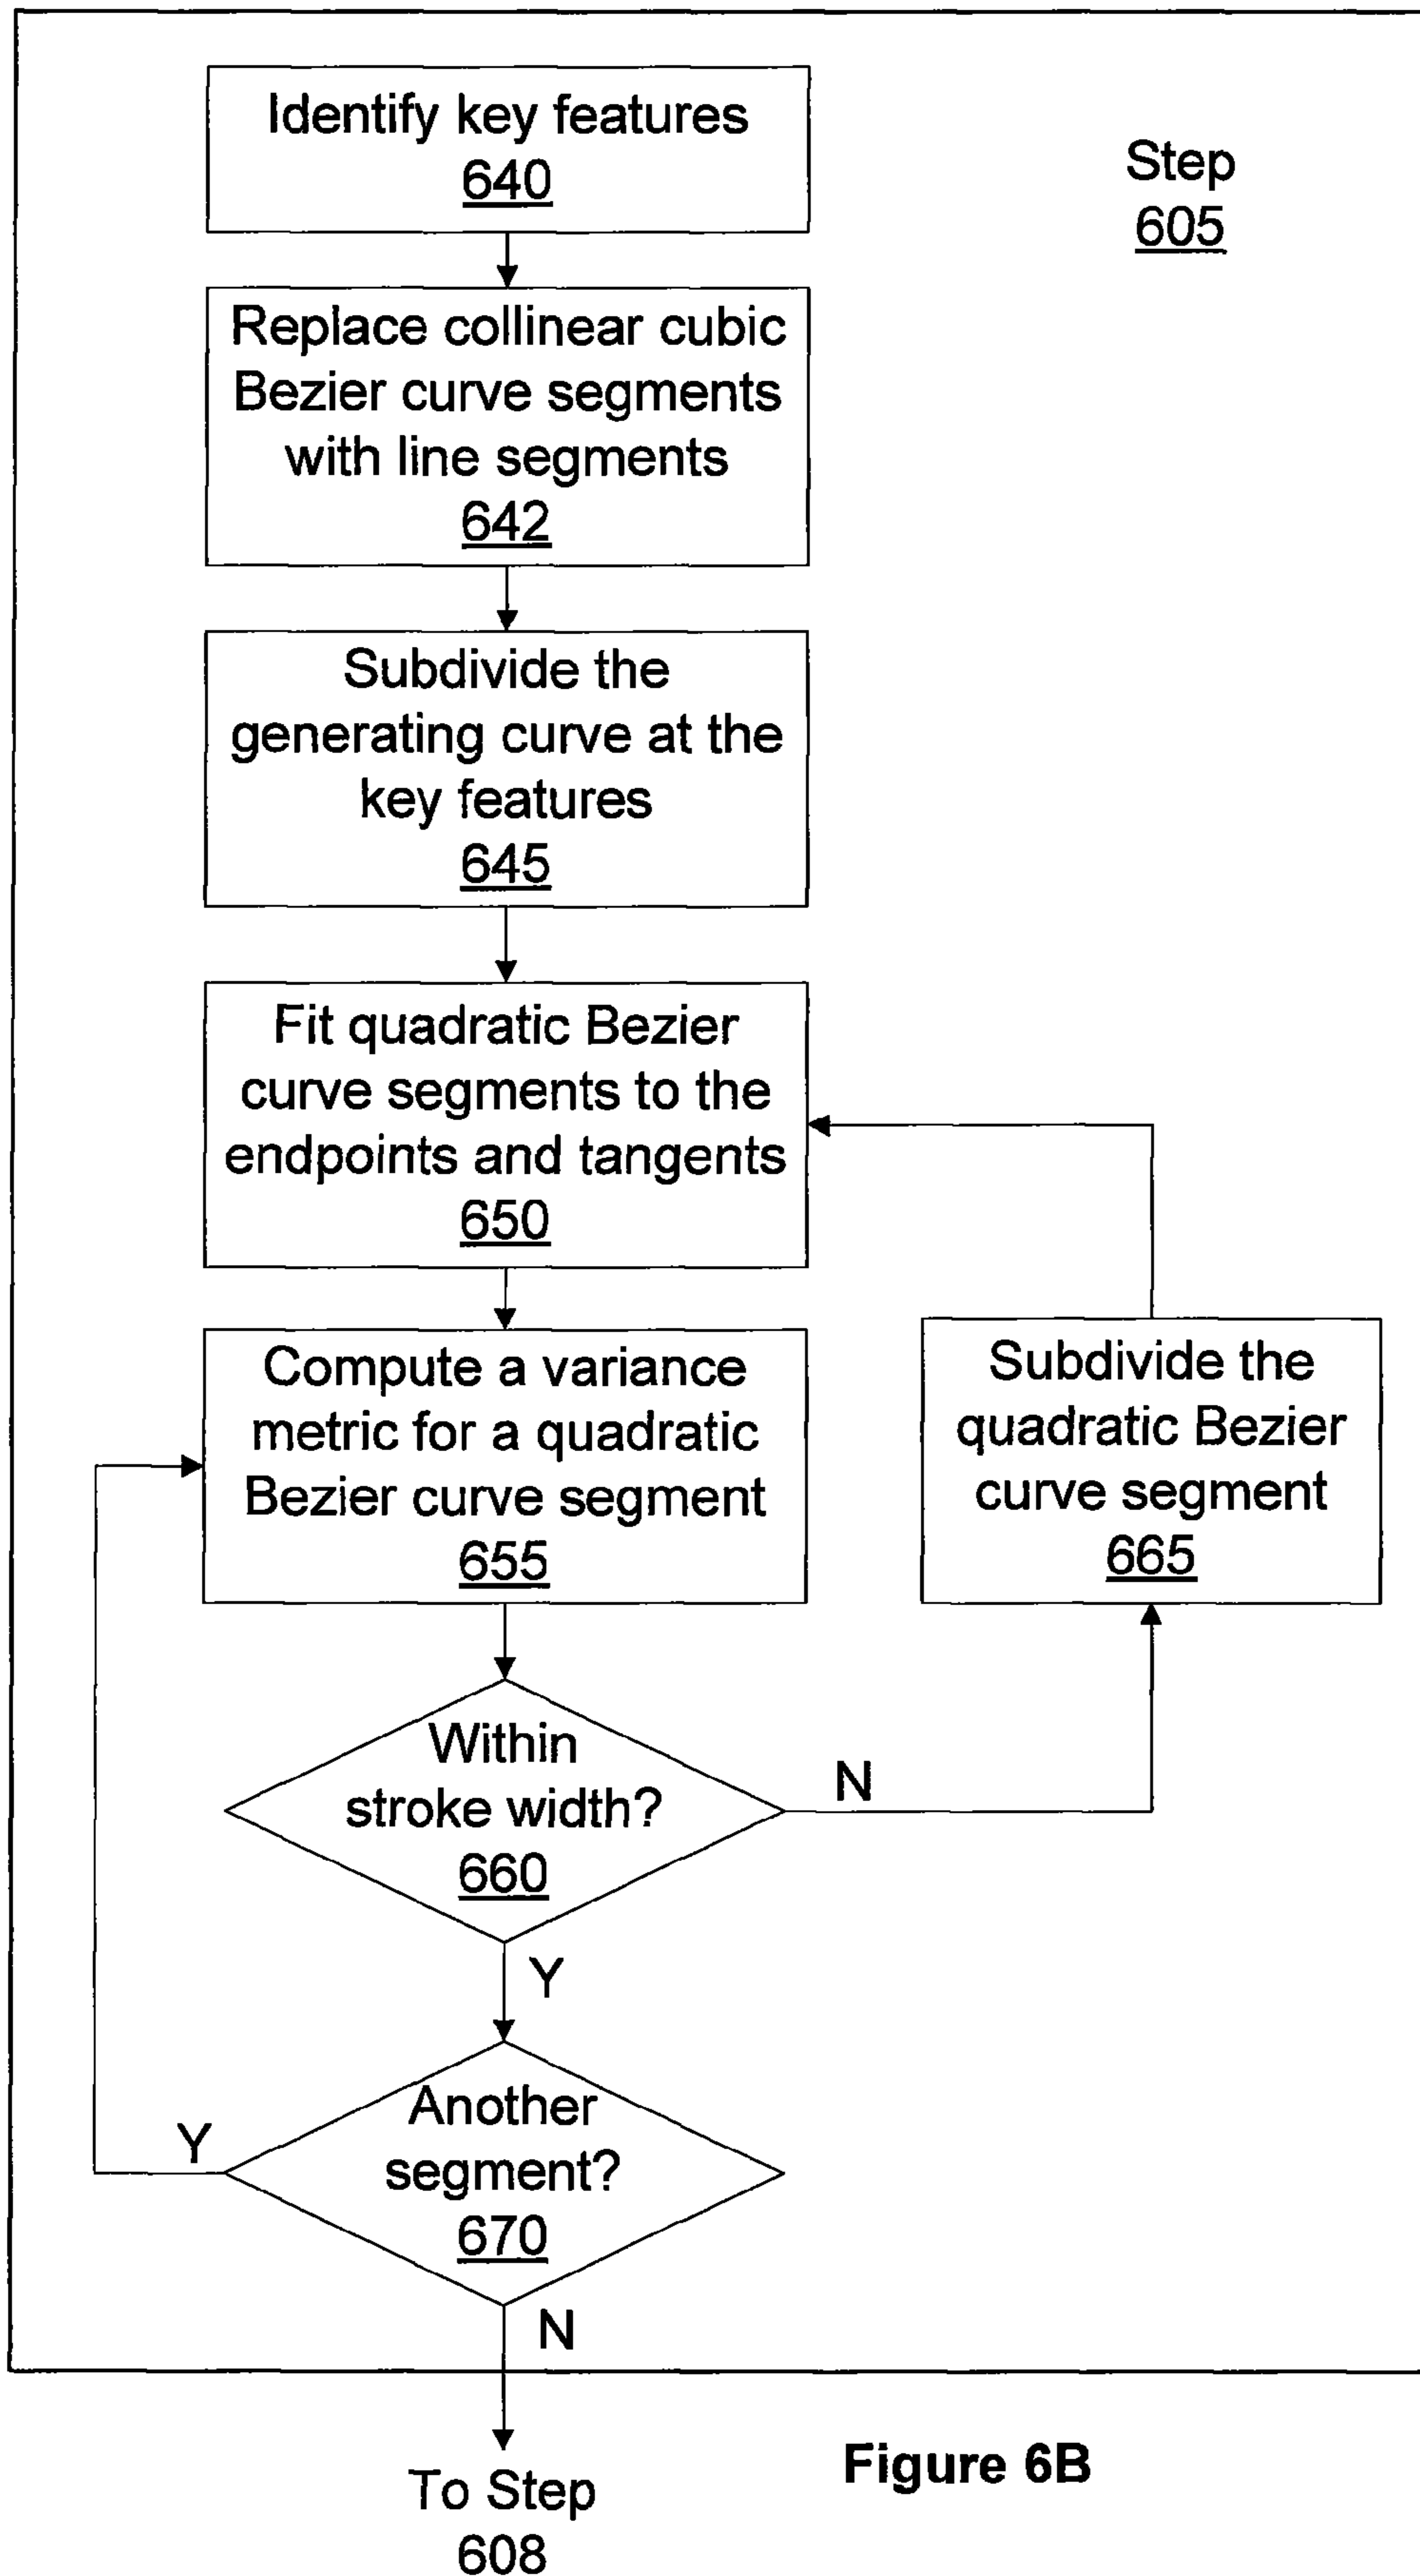 Identify key features
640
Step
605
Replace collinear cubic
Bezier curve segments
with line segments
642
Subdivide the
generating curve at the
key features
645
Fit quadratic Bezier
curve segments to the
endpoints and tangents
650
Compute a variance
metric for a quadratic
Bezier curve segment
655
Subdivide the
quadratic Bezier
curve segment
665
Within
stroke width?
660
N
Y
Another
segment?
670
Y
N
To Step
608
Figure 6B